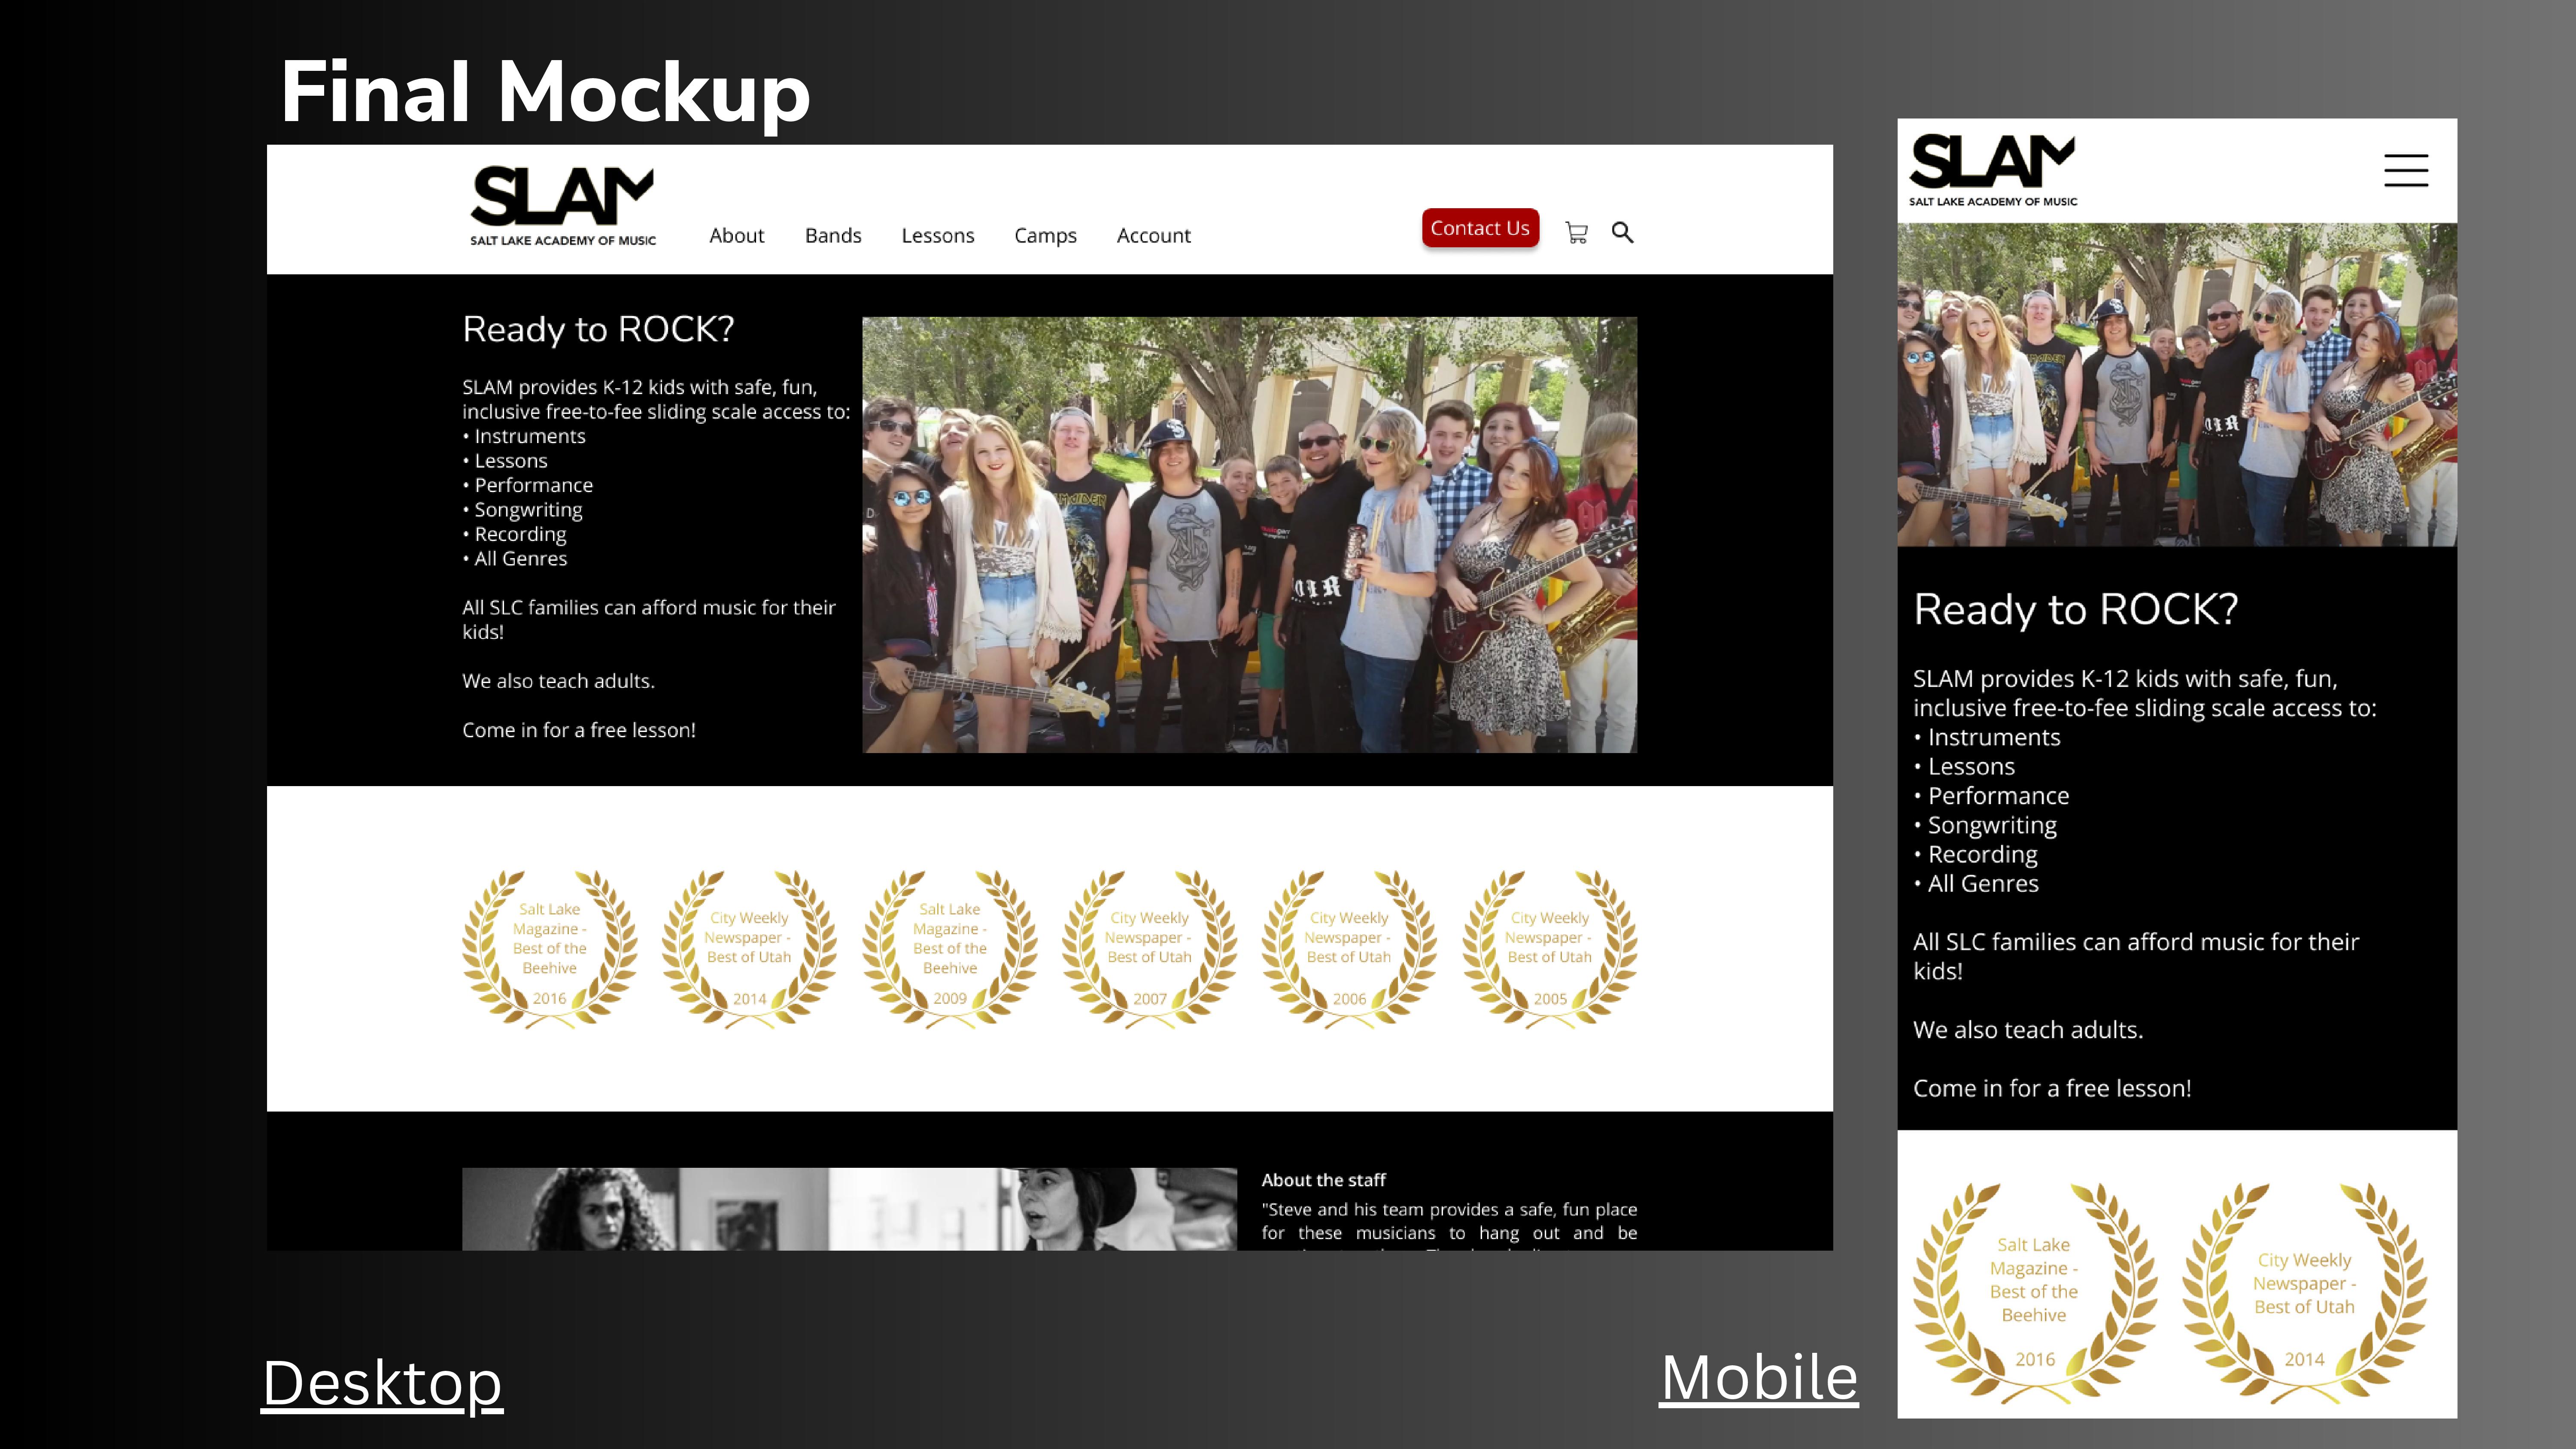 Final Mockup
SLAM
SALT LAKE ACADEMY OF MUSIC
About Bands Lessons Camps Account
Contact Us
Ready to ROCK?
SLAM provides K-12 kids with safe, fun,
inclusive free-to-fee sliding scale access to:
• Instruments
• Lessons
• Performance
• Songwriting
• Recording
• All Genres
All SLC families can afford music for their
kids!
We also teach adults.
Come in for a free lesson!
Salt Lake
Magazine -
Best of the
Beehive
2016
City Weekly
Newspaper -
Best of Utah
2014
Salt Lake
Magazine -
Best of the
Beehive
2009
City Weekly
Newspaper -
Best of Utah
2007
City Weekly
Newspaper -
Best of Utah
2006
City Weekly
Newspaper -
Best of Utah
2005
About the staff
"Steve and his team provides a safe, fun place
for these musicians to hang out and be
Desktop
SLAM
SALT LAKE ACADEMY OF MUSIC
Ready to ROCK?
SLAM provides K-12 kids with safe, fun,
inclusive free-to-fee sliding scale access to:
• Instruments
• Lessons
• Performance
• Songwriting
• Recording
• All Genres
All SLC families can afford music for their
kids!
We also teach adults.
Come in for a free lesson!
Salt Lake
Magazine -
Best of the
Beehive
2016
City Weekly
Newspaper -
Best of Utah
2014
Mobile